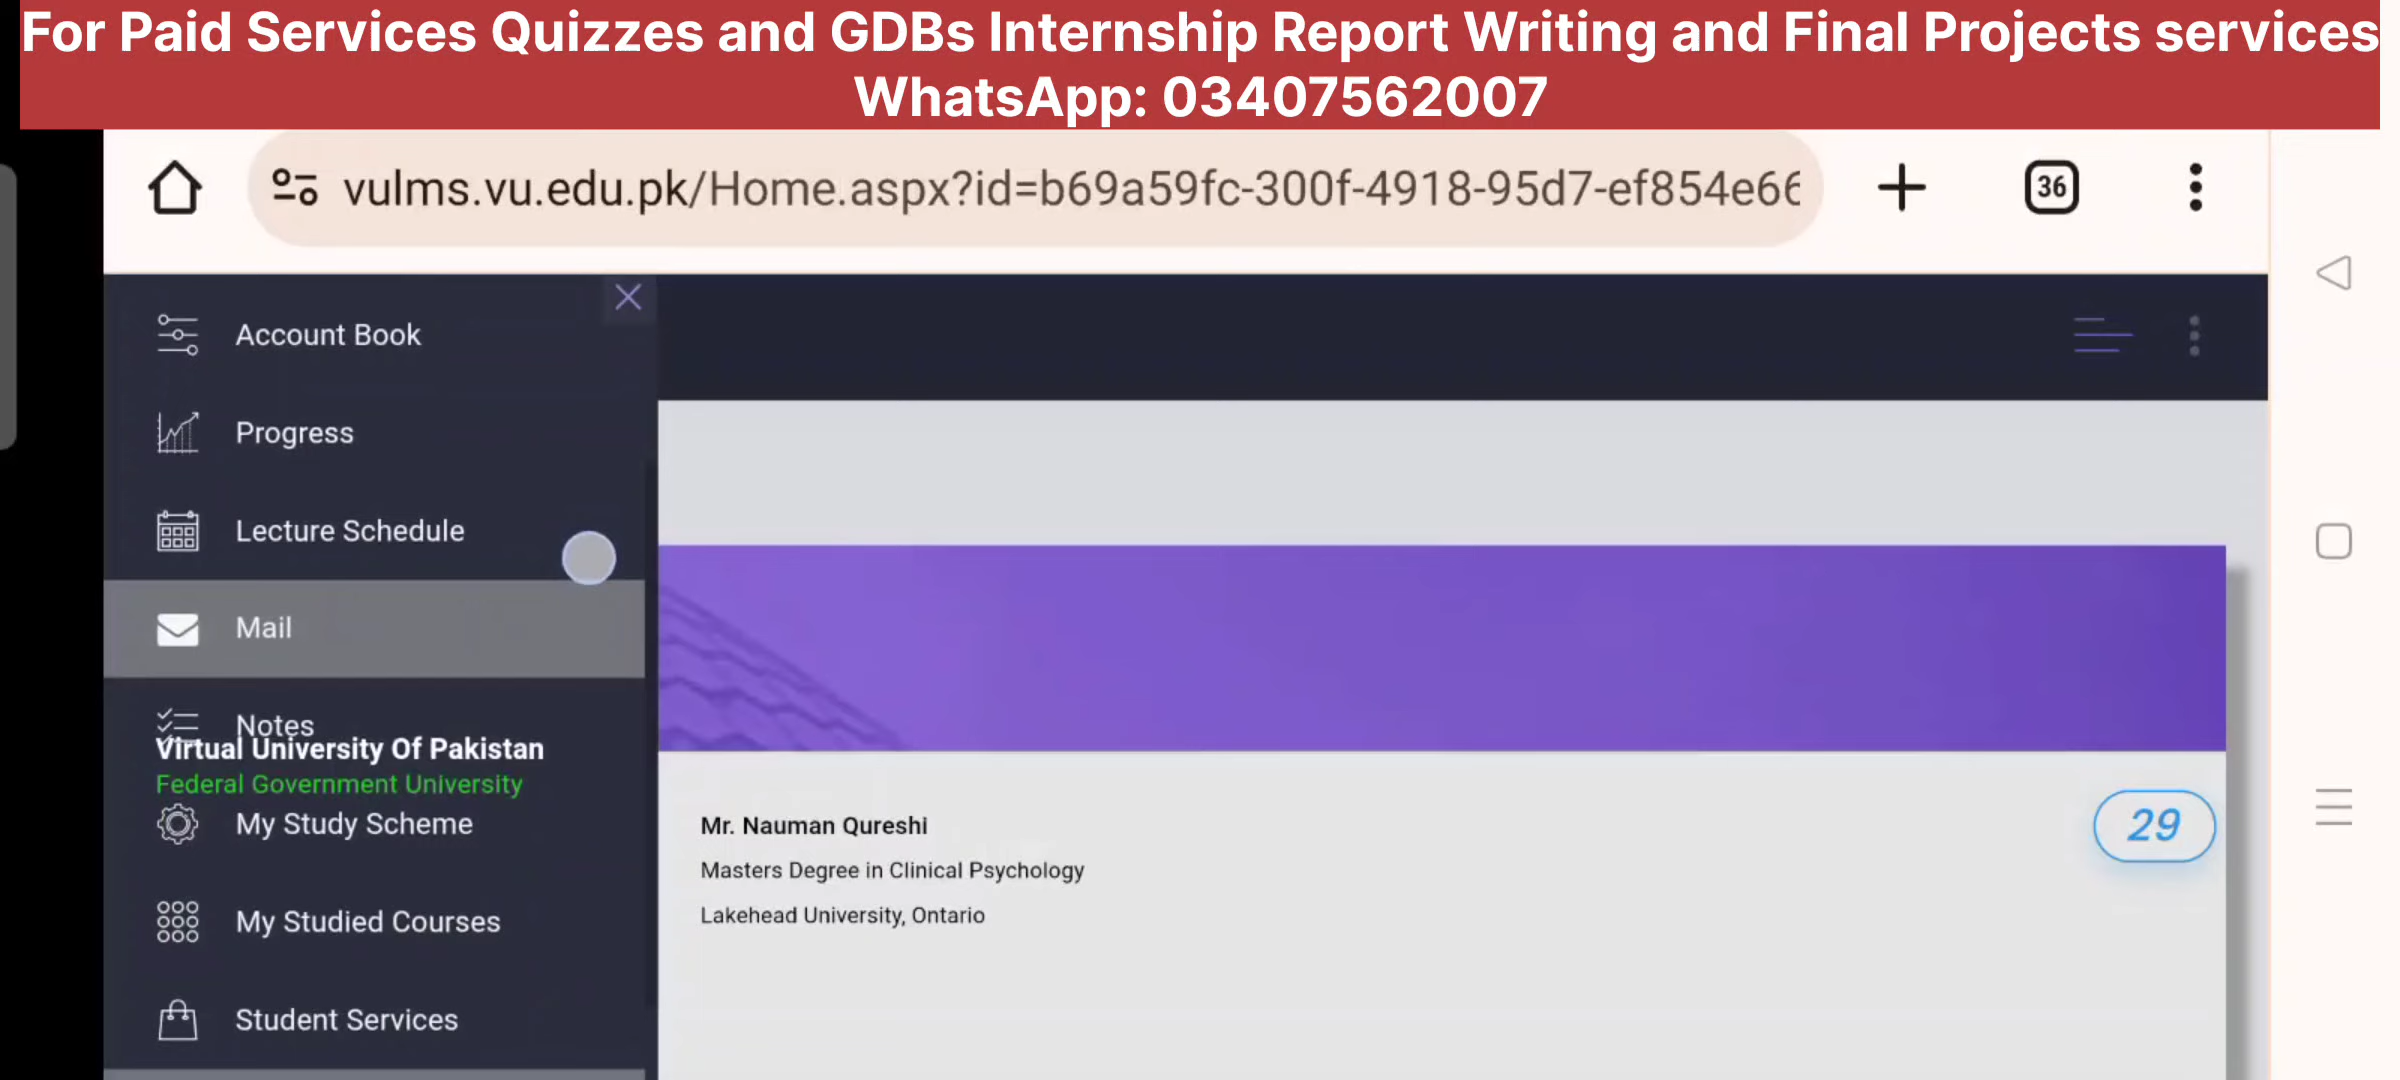 For Paid Services Quizzes and GDBs Internship Report Writing and Final Projects services
WhatsApp: 03407562007
vulms.vu.edu.pk/Home.aspx?id=b69a59fc-300f-4918-95d7-ef854e66
36
Account Book
Progress
Lecture Schedule
Mail
Notes
Virtual University Of Pakistan
Federal Government University
My Study Scheme
My Studied Courses
Student Services
Mr. Nauman Qureshi
29
Masters Degree in Clinical Psychology
Lakehead University, Ontario